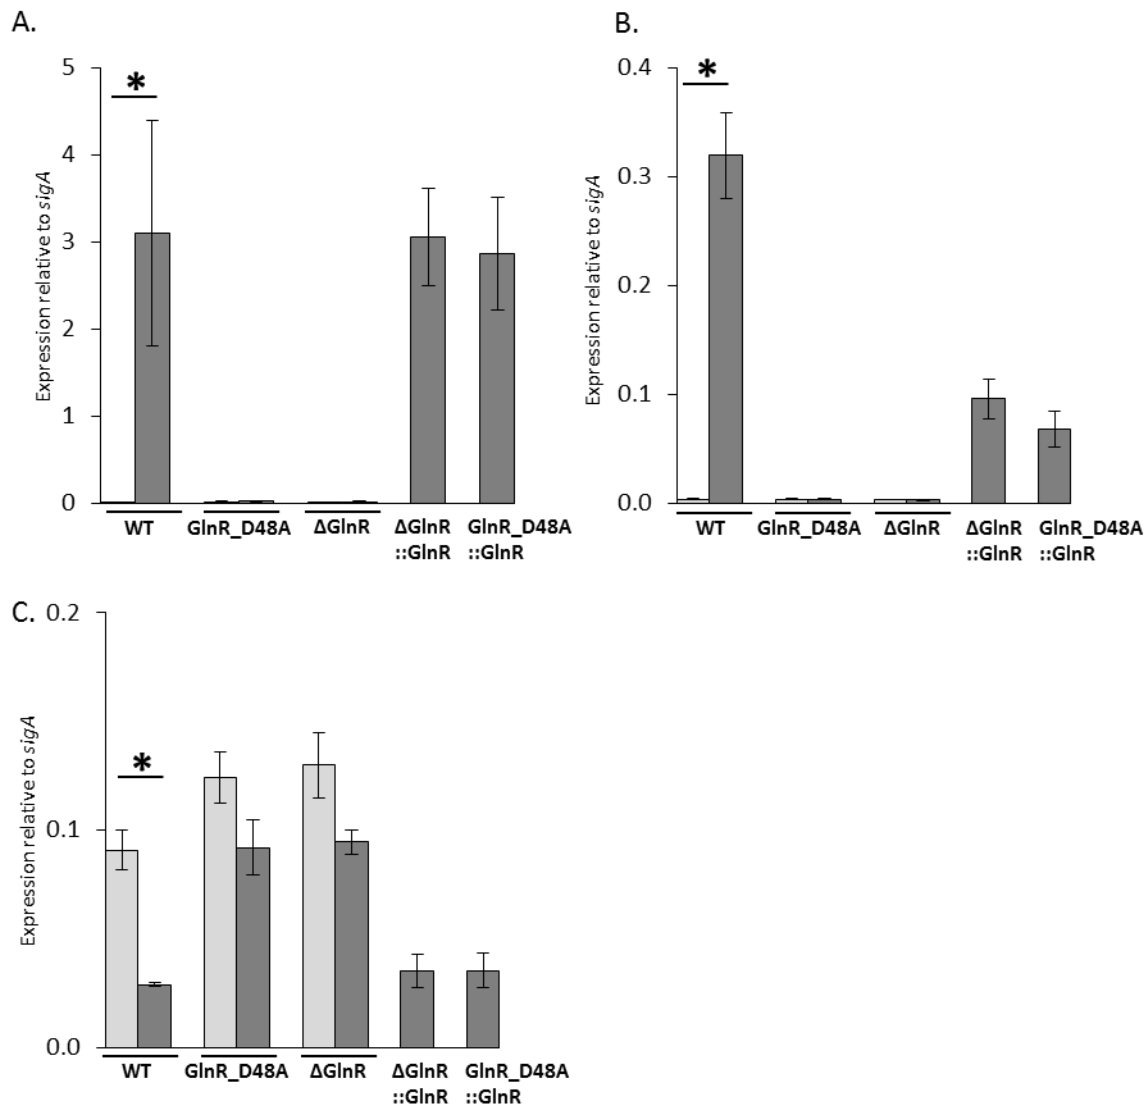 A.
Expression relative to sigA
5
4
3
2
1
0
*
WT
GlnR_D48A
ΔGlnR
ΔGlnR
::GlnR
GlnR_D48A
::GlnR
B.
Expression relative to sigA
0.4
0.3
0.2
0.1
0.0
*
WT
GlnR_D48A
ΔGlnR
ΔGlnR
::GlnR
GlnR_D48A
::GlnR
C.
Expression relative to sigA
0.2
0.1
0.0
*
WT
GlnR_D48A
ΔGlnR
ΔGlnR
::GlnR
GlnR_D48A
::GlnR